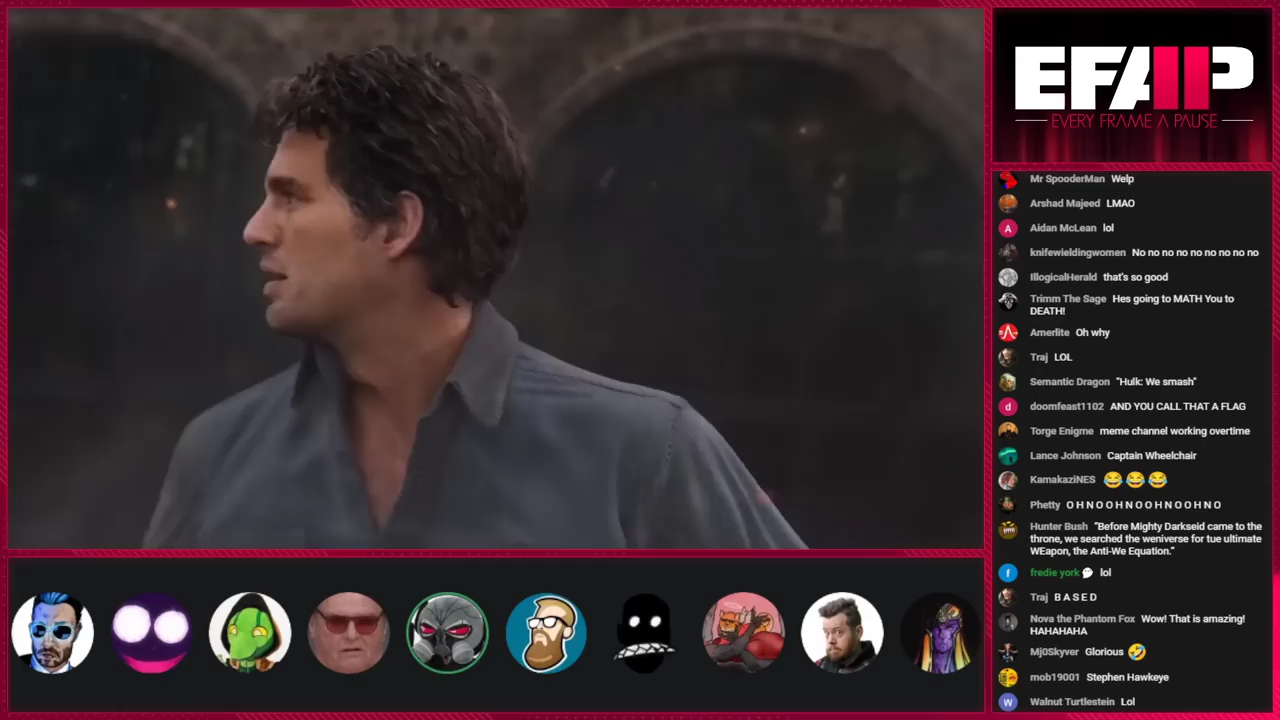 EFAP
EVERY FRAME A PAUSE
Mr SpooderMan Welp
Arshad Majeed LMAO
A Aidan McLean lol
knifewieldingwomen No no no no no no no no no
IllogicalHerald that's so good
Trimm The Sage Hes going to MATH You to
DEATH!
Amerlite Oh why
Traj LOL
Semantic Dragon "Hulk: We smash"
d doomfeast1102 AND YOU CALL THAT A FLAG
Torge Enigme meme channel working overtime
Lance Johnson Captain Wheelchair
KamakaziNES 😂😂😂
Phetty O H N O O H N O O H N O O H N O
Hunter Bush “Before Mighty Darkseid came to the
throne, we searched the weniverse for tue ultimate
WEapon, the Anti-We Equation.”
f fredie york lol
Traj B A S E D
Nova the Phantom Fox Wow! That is amazing!
HAHAHAHA
Mj0Skyver Glorious 🤣
mob19001 Stephen Hawkeye
W Walnut Turtlestein Lol